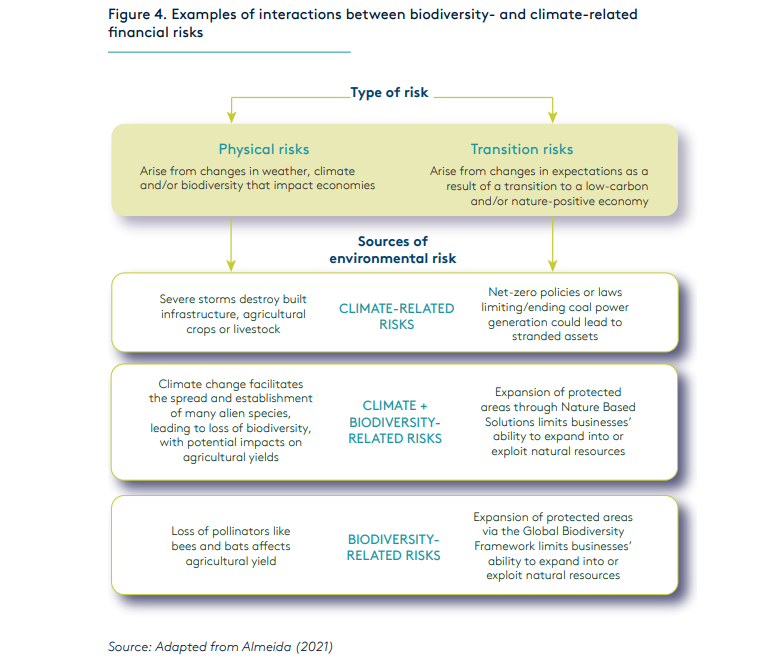 Figure 4. Examples of interactions between biodiversity- and climate-related
financial risks
Type of risk
Physical risks
Arise from changes in weather, climate
and/or biodiversity that impact economies
Transition risks
Arise from changes in expectations as a
result of a transition to a low-carbon
and/or nature-positive economy
Sources of
environmental risk
Severe storms destroy built
infrastructure, agricultural
crops or livestock
CLIMATE-RELATED
RISKS
Net-zero policies or laws
limiting/ending coal power
generation could lead to
stranded assets
Climate change facilitates
the spread and establishment
of many alien species,
leading to loss of biodiversity,
with potential impacts on
agricultural yields
CLIMATE +
BIODIVERSITY-
RELATED RISKS
Expansion of protected
areas through Nature Based
Solutions limits businesses’
ability to expand into or
exploit natural resources
Loss of pollinators like
bees and bats affects
agricultural yield
BIODIVERSITY-
RELATED RISKS
Expansion of protected areas
via the Global Biodiversity
Framework limits businesses’
ability to expand into or
exploit natural resources
Source: Adapted from Almeida (2021)